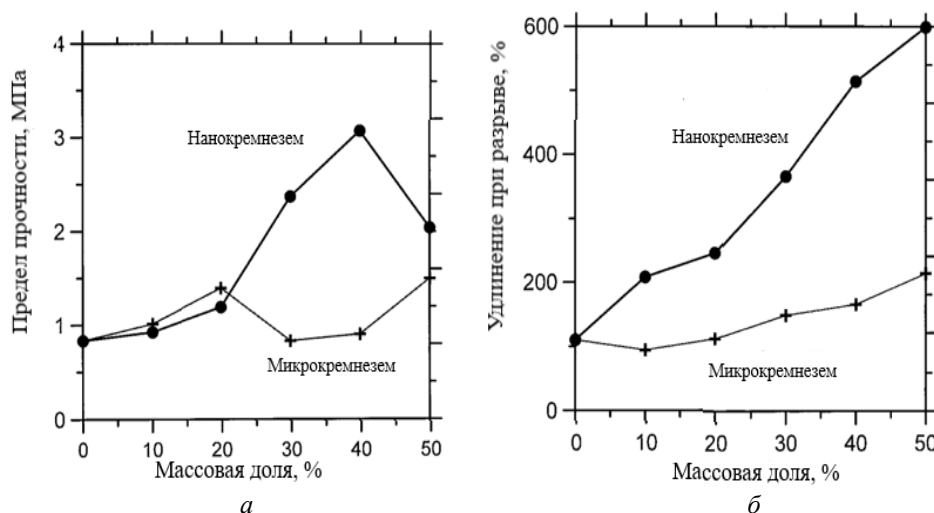 Предел прочности, МПа
4
3
2
1
0
Нанокремнезем
Микрокремнезем
0 10 20 30 40 50
Массовая доля, %
а
Удлинение при разрыве, %
600
400
200
0
Нанокремнезем
Микрокремнезем
0 10 20 30 40 50
Массовая доля, %
б